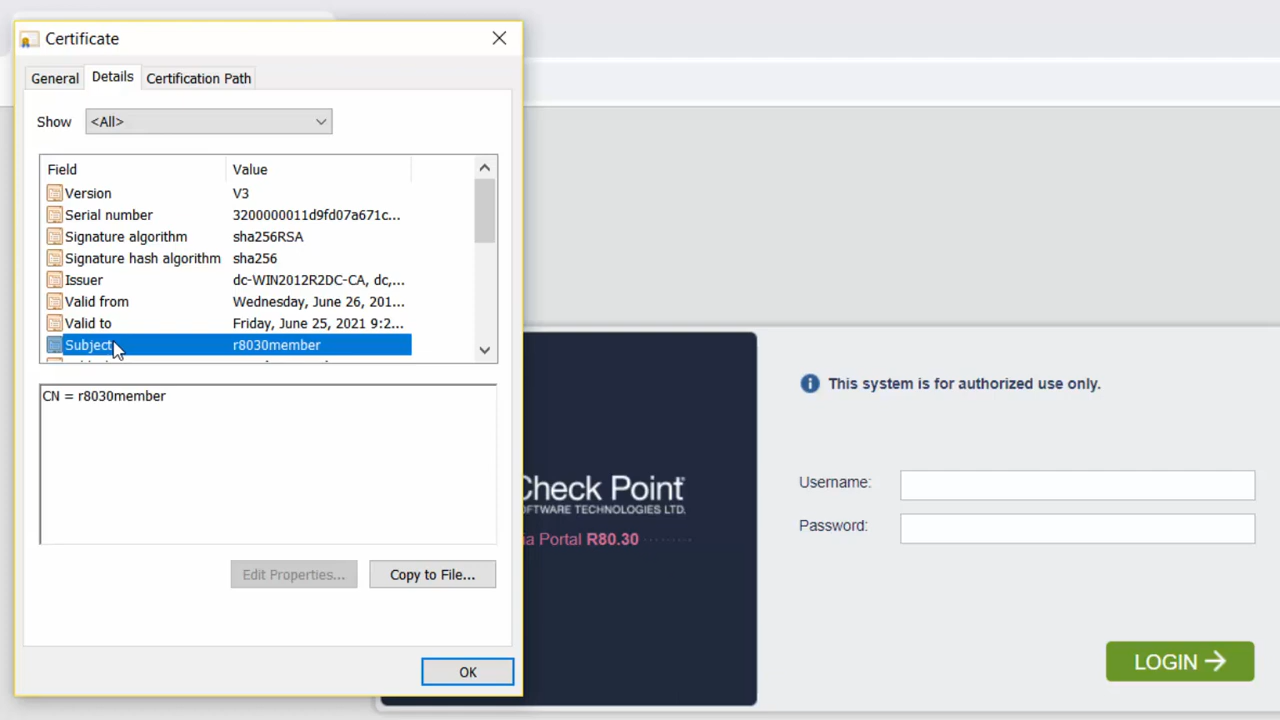 Certificate
General Details Certification Path
Show <All>
Field Value
Version V3
Serial number 3200000011d9fd07a671c...
Signature algorithm sha256RSA
Signature hash algorithm sha256
Issuer dc-WIN2012R2DC-CA, dc,...
Valid from Wednesday, June 26, 201...
Valid to Friday, June 25, 2021 9:2...
Subject r8030member
CN = r8030member
Edit Properties... Copy to File...
OK
Check Point
SOFTWARE TECHNOLOGIES LTD.
Portal R80.30
This system is for authorized use only.
Username:
Password:
LOGIN